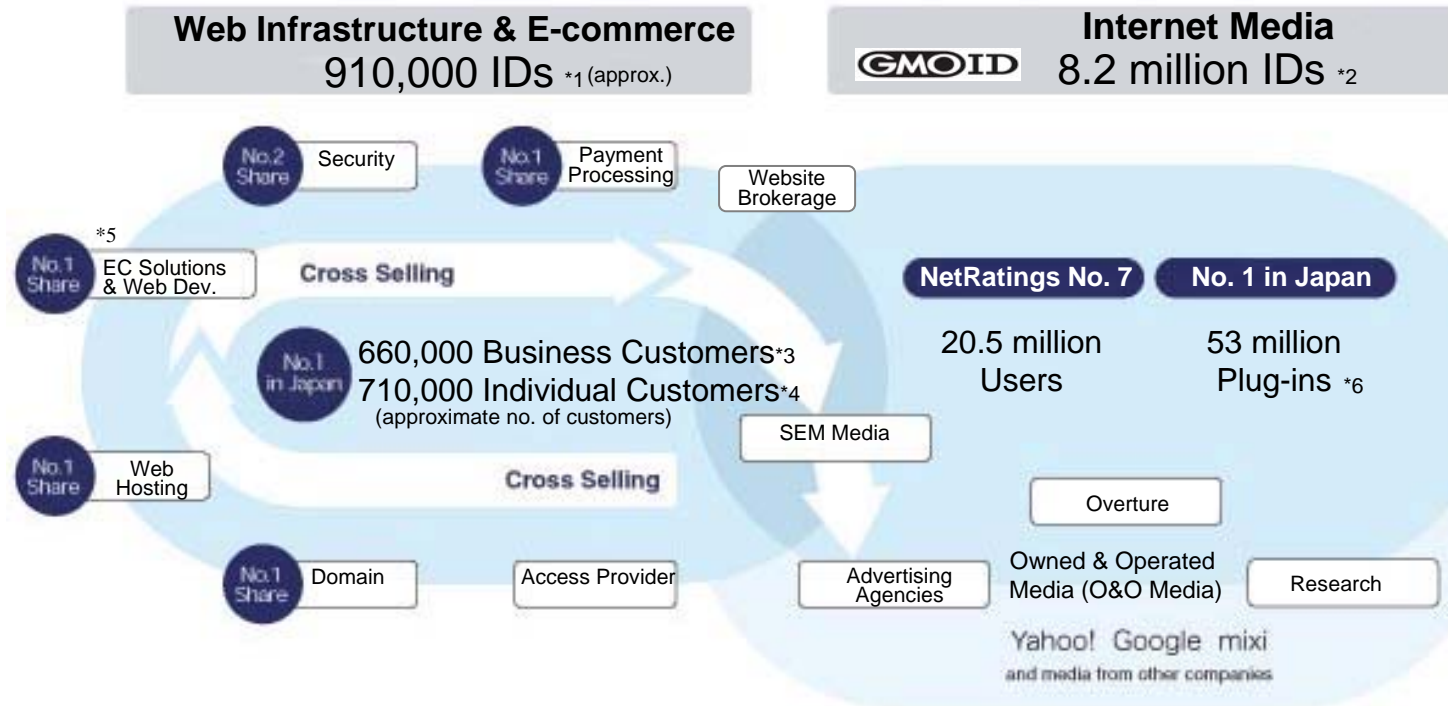 Web Infrastructure & E-commerce
910,000 IDs *1 (approx.)
Internet Media
GMOID 8.2 million IDs *2
No.2
Share
Security
No.1
Share
Payment
Processing
Website
Brokerage
*5
No.1
Share
EC Solutions
& Web Dev.
Cross Selling
NetRatings No. 7
No. 1 in Japan
20.5 million
Users
53 million
Plug-ins *6
No.1
in Japan
660,000 Business Customers*3
710,000 Individual Customers*4
(approximate no. of customers)
SEM Media
No.1
Share
Web
Hosting
Cross Selling
Overture
No.1
Share
Domain
Access Provider
Advertising
Agencies
Owned & Operated
Media (O&O Media)
Research
Yahoo! Google mixi
and media from other companies